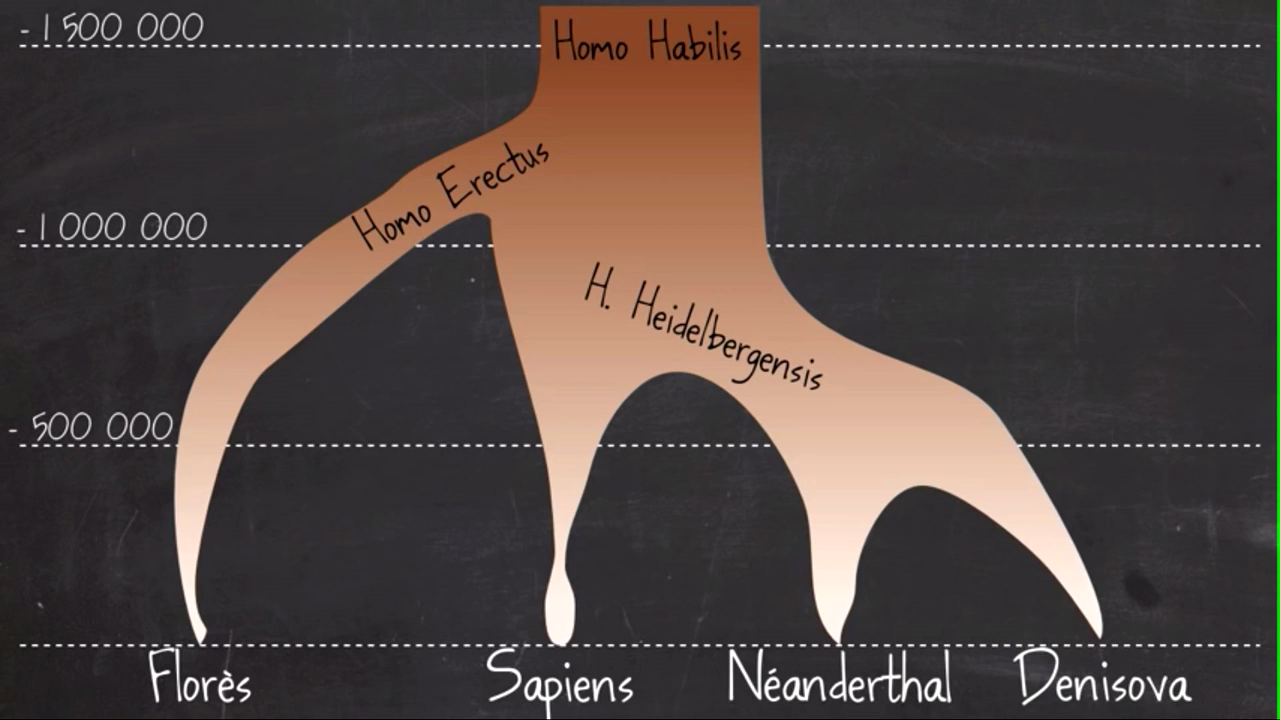 - 1 500 000
Homo Habilis
Homo Erectus
- 1 000 000
H. Heidelbergensis
- 500 000
Florès
Sapiens
Néanderthal
Denisova